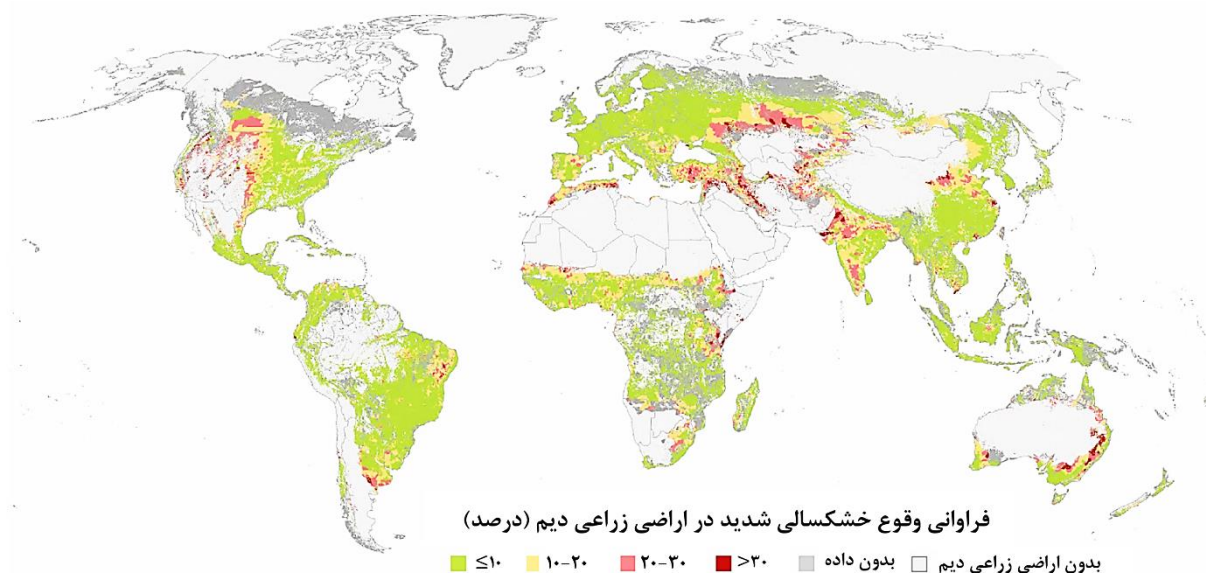 فراوانی وقوع خشکسالی شدید در اراضی زراعی دیم (درصد)
≤۱۰ ۱۰-۲۰ ۲۰-۳۰ >۳۰ بدون داده بدون اراضی زراعی دیم